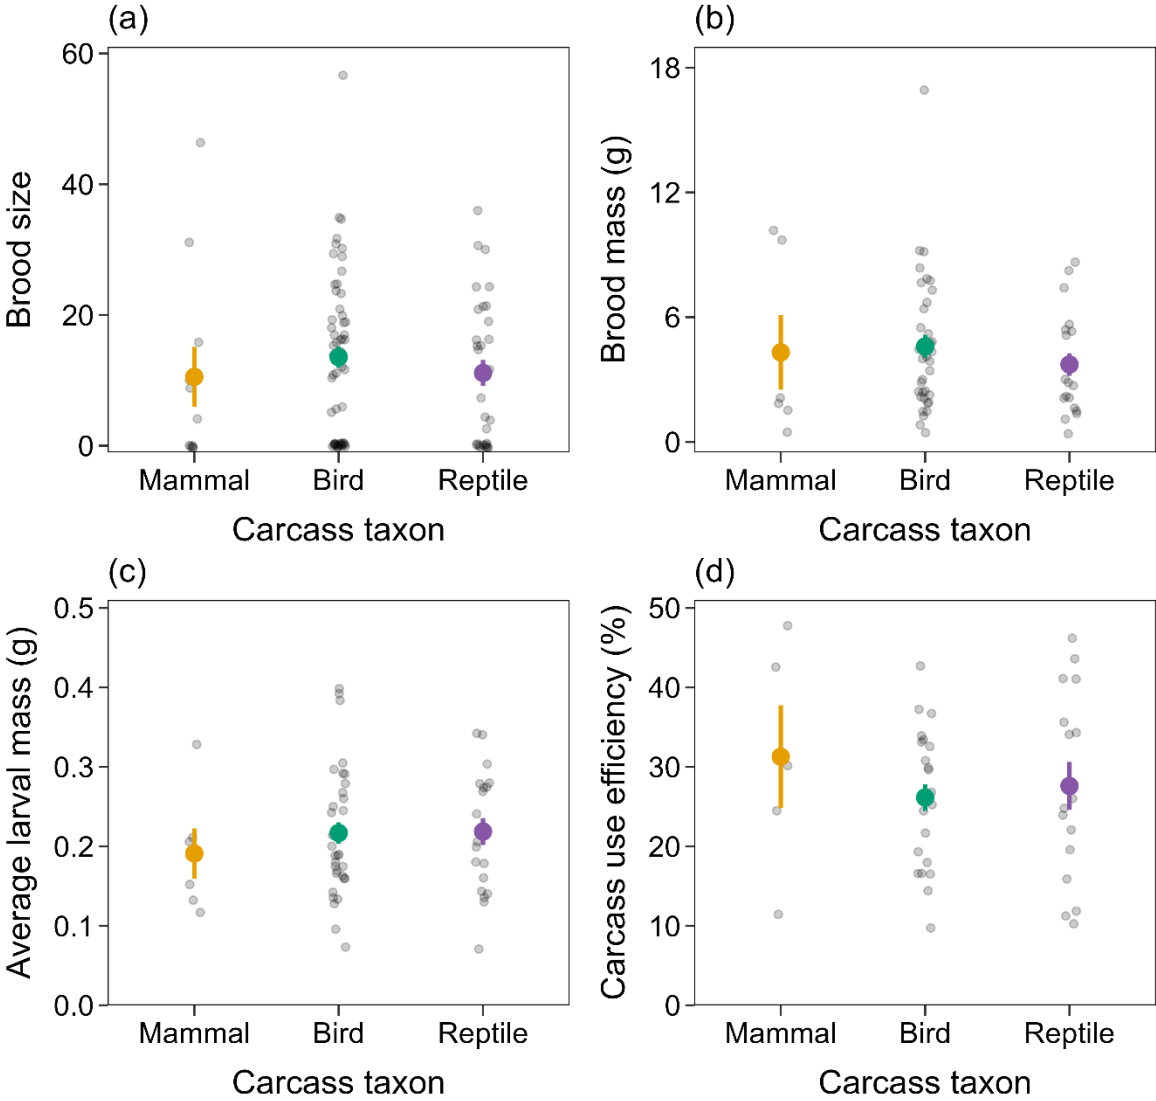 (a)
60
40
20
0
Brood size
Mammal Bird Reptile
Carcass taxon
(b)
18
12
6
0
Brood mass (g)
Mammal Bird Reptile
Carcass taxon
(c)
0.5
0.4
0.3
0.2
0.1
0.0
Average larval mass (g)
Mammal Bird Reptile
Carcass taxon
(d)
50
40
30
20
10
0
Carcass use efficiency (%)
Mammal Bird Reptile
Carcass taxon